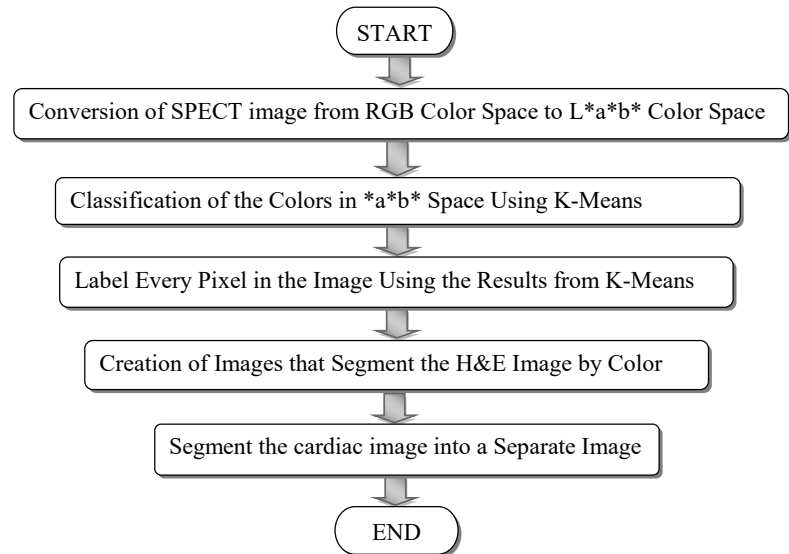 START
Conversion of SPECT image from RGB Color Space to L*a*b* Color Space
Classification of the Colors in *a*b* Space Using K-Means
Label Every Pixel in the Image Using the Results from K-Means
Creation of Images that Segment the H&E Image by Color
Segment the cardiac image into a Separate Image
END